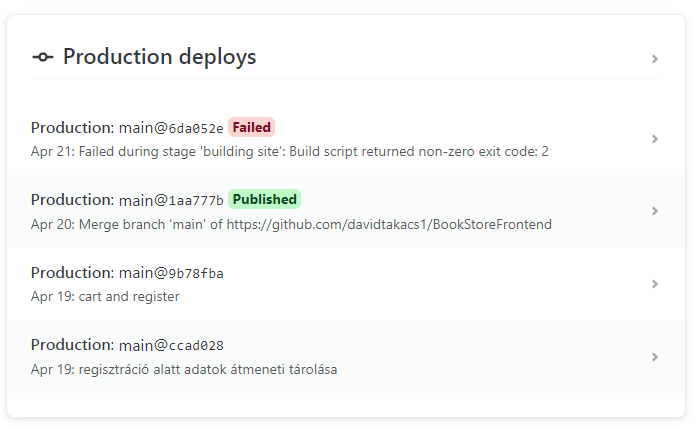 Production deploys
Production: main@6da052e Failed
Apr 21: Failed during stage 'building site': Build script returned non-zero exit code: 2
Production: main@1aa777b Published
Apr 20: Merge branch 'main' of https://github.com/davidtakacs1/BookStoreFrontend
Production: main@9b78fba
Apr 19: cart and register
Production: main@ccad028
Apr 19: regisztráció alatt adatok átmeneti tárolása